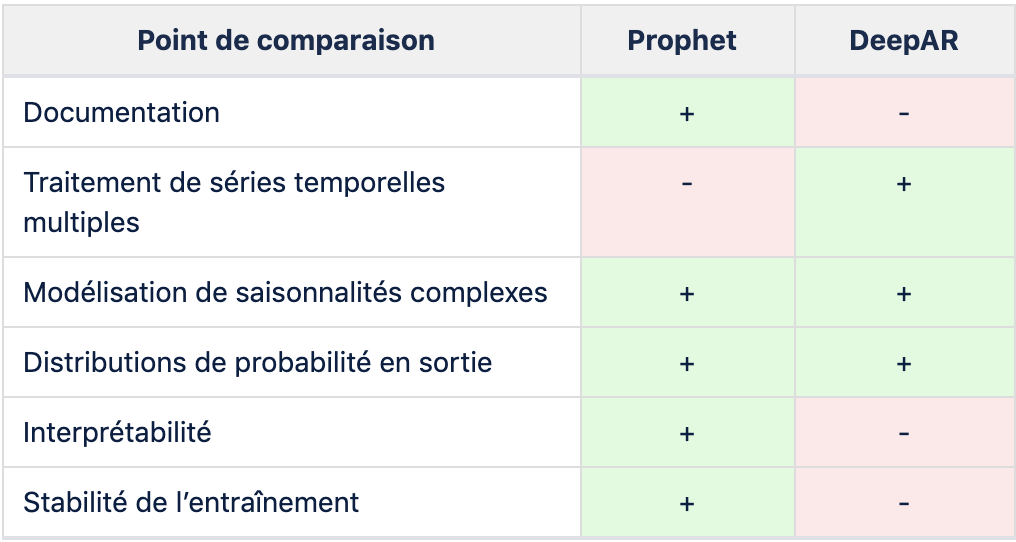 Point de comparaison Prophet DeepAR
Documentation + -
Traitement de séries temporelles - +
multiples
Modélisation de saisonnalités complexes + +
Distributions de probabilité en sortie + +
Interprétabilité + -
Stabilité de l’entraînement + -